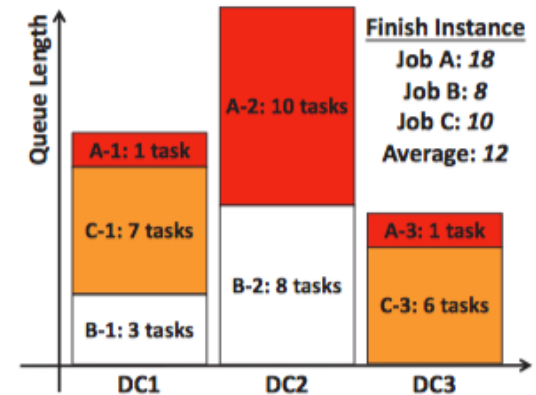 Queue Length
A-1: 1 task
C-1: 7 tasks
B-1: 3 tasks
DC1
A-2: 10 tasks
B-2: 8 tasks
DC2
A-3: 1 task
C-3: 6 tasks
DC3
Finish Instance
Job A: 18
Job B: 8
Job C: 10
Average: 12